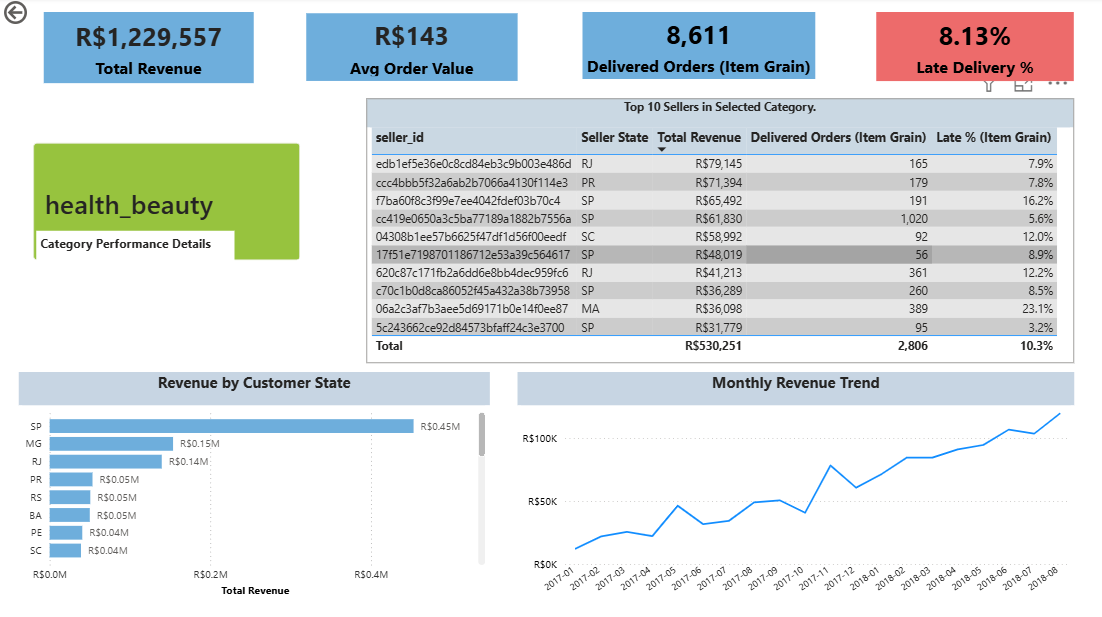 R$1,229,557
Total Revenue
R$143
Avg Order Value
8,611
Delivered Orders (Item Grain)
8.13%
Late Delivery %
Top 10 Sellers in Selected Category.
seller_id Seller State Total Revenue Delivered Orders (Item Grain) Late % (Item Grain)
edb1ef5e36e0c8cd84eb3c9b003e486d RJ R$79,145 165 7.9%
ccc4bbb5f32a6ab2b7066a4130f114e3 PR R$71,394 179 7.8%
f7ba60f8c3f99e7ee4042fdef03b70c4 SP R$65,492 191 16.2%
cc419e0650a3c5ba77189a1882b7556a SP R$61,830 1,020 5.6%
04308b1ee57b6625f47df1d56f00eedf SC R$58,992 92 12.0%
17f51e7198701186712e53a39c564617 SP R$48,019 56 8.9%
620c87c171fb2a6dd6e8bb4dec959fc6 RJ R$41,213 361 12.2%
c70c1b0d8ca86052f45a432a38b73958 SP R$36,289 260 8.5%
06a2c3af7b3aee5d69171b0e14f0ee87 MA R$36,098 389 23.1%
5c243662ce92d84573bfaff24c3e3700 SP R$31,779 95 3.2%
Total R$530,251 2,806 10.3%
health_beauty
Category Performance Details
Revenue by Customer State
SP R$0.45M
MG R$0.15M
RJ R$0.14M
PR R$0.05M
RS R$0.05M
BA R$0.05M
PE R$0.04M
SC R$0.04M
R$0.0M R$0.2M R$0.4M
Total Revenue
Monthly Revenue Trend
R$100K
R$50K
R$0K
2017-01 2017-02 2017-03 2017-04 2017-05 2017-06 2017-07 2017-08 2017-09 2017-10 2017-11 2017-12 2018-01 2018-02 2018-03 2018-04 2018-05 2018-06 2018-07 2018-08